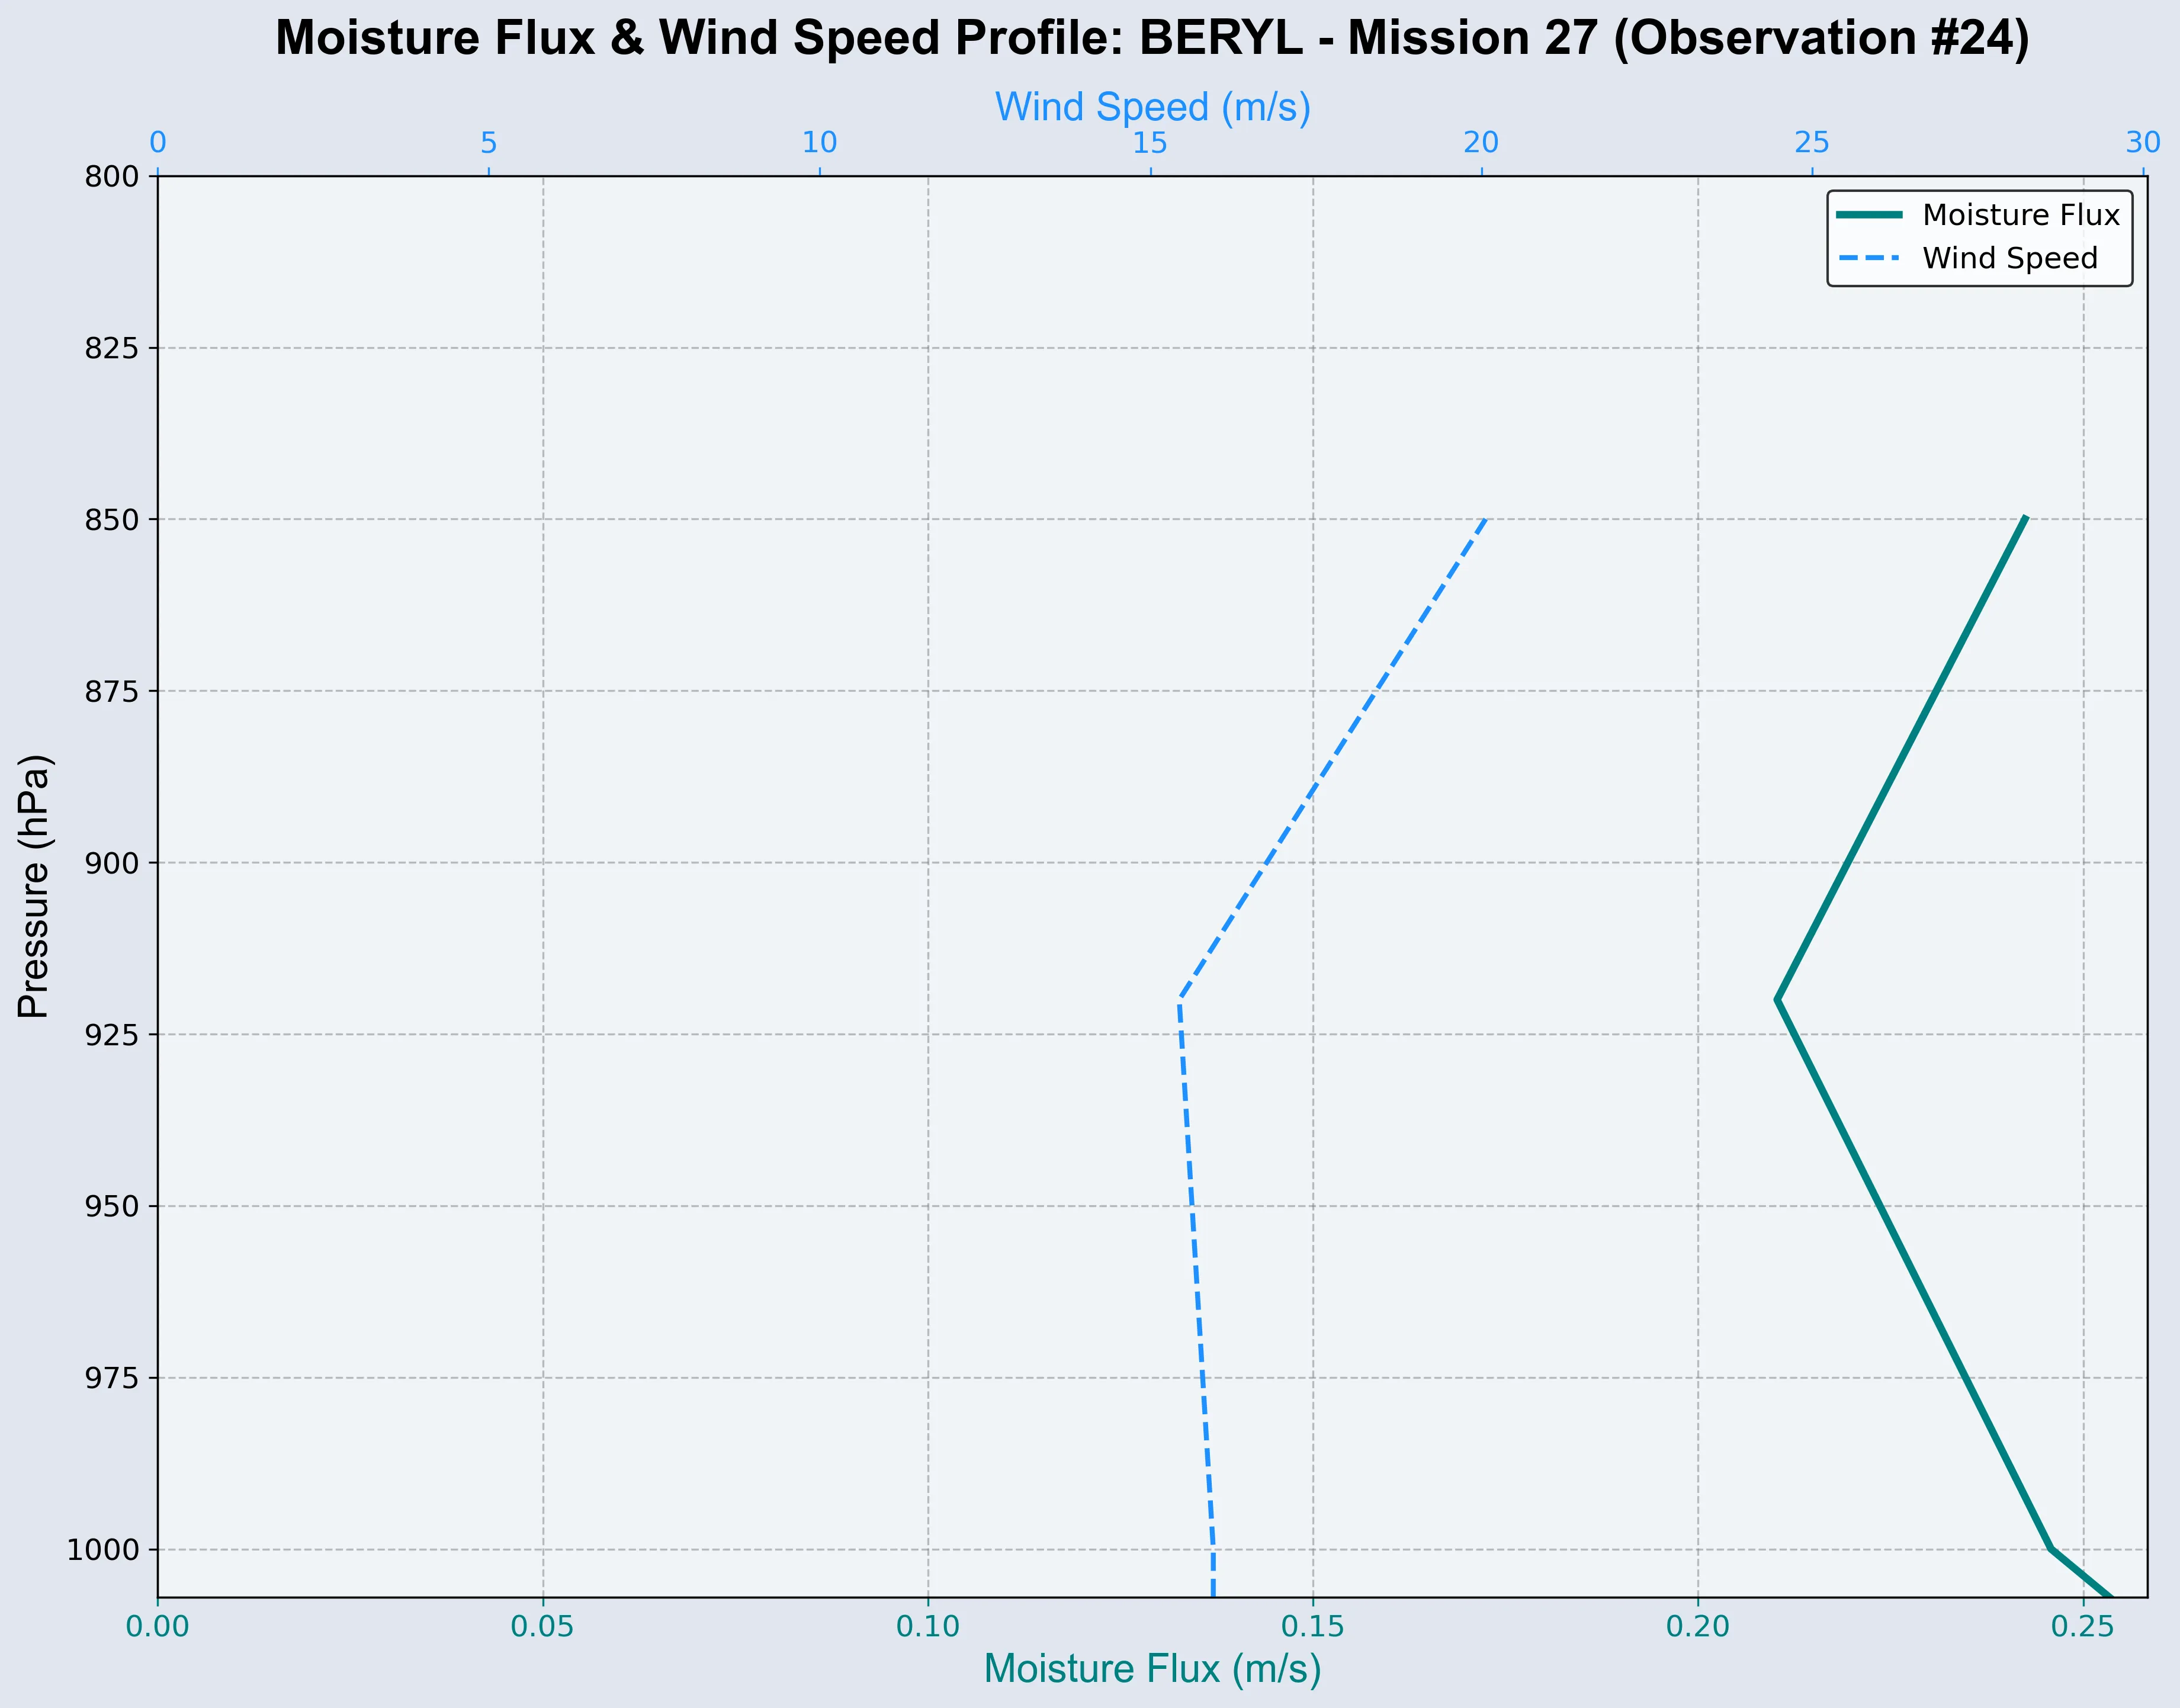 Moisture Flux & Wind Speed Profile: BERYL - Mission 27 (Observation #24)
Wind Speed (m/s)
0 5 10 15 20 25 30
Moisture Flux
Wind Speed
800
825
850
875
900
925
950
975
1000
Pressure (hPa)
0.00 0.05 0.10 0.15 0.20 0.25
Moisture Flux (m/s)